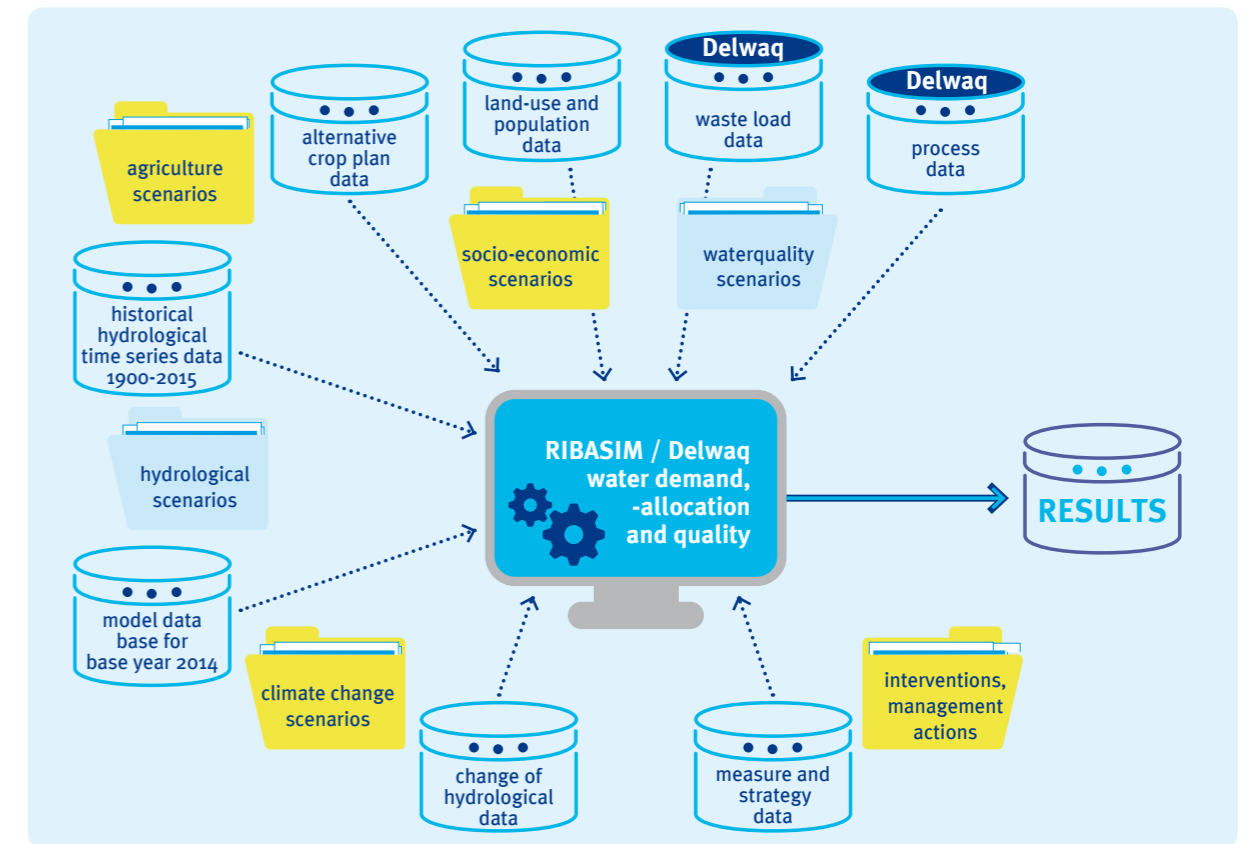 Delwaq
waste load
data
Delwaq
process
data
land-use and
population
data
alternative
crop plan
data
agriculture
scenarios
socio-economic
scenarios
waterquality
scenarios
historical
hydrological
time series data
1900-2015
hydrological
scenarios
RIBASIM / Delwaq
water demand,
-allocation
and quality
RESULTS
model data
base for
base year 2014
climate change
scenarios
change of
hydrological
data
measure and
strategy
data
interventions,
management
actions